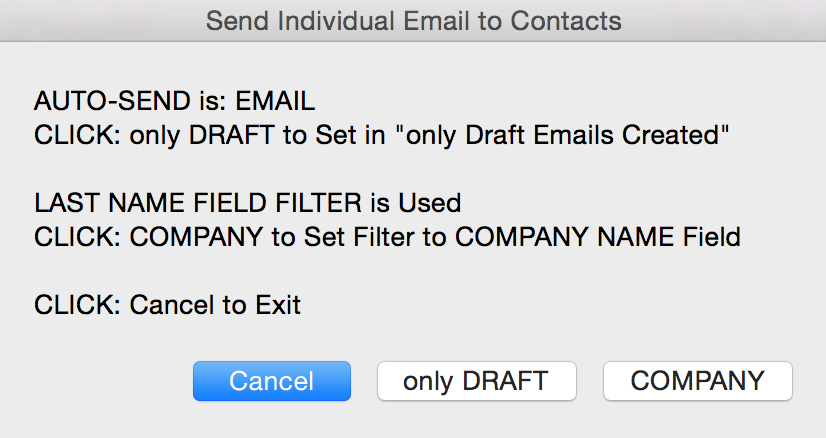 Send Individual Email to Contacts
AUTO-SEND is: EMAIL
CLICK: only DRAFT to Set in "only Draft Emails Created"
LAST NAME FIELD FILTER is Used
CLICK: COMPANY to Set Filter to COMPANY NAME Field
CLICK: Cancel to Exit
Cancel
only DRAFT
COMPANY